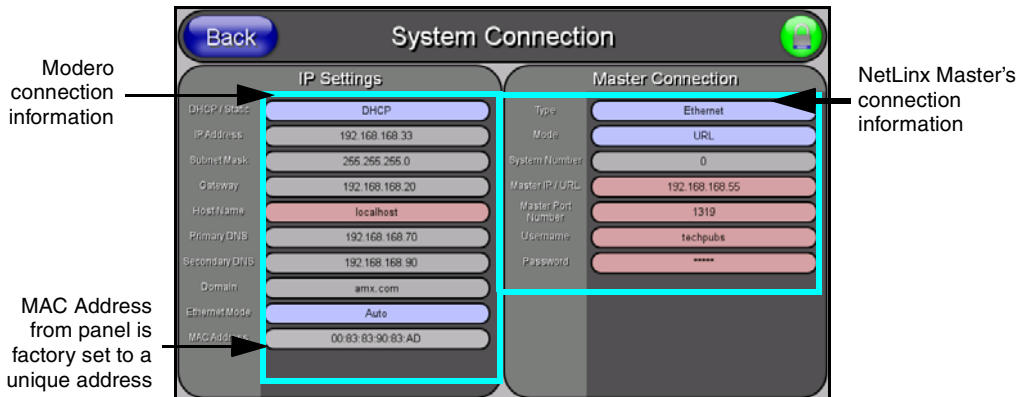 Back
System Connection
Modero
connection
information
IP Settings
DHCP / Static
DHCP
IP Address
192.168.168.33
Subnet Mask
255.255.255.0
Gateway
192.168.168.20
Host Name
localhost
Primary DNS
192.168.168.70
Secondary DNS
192.168.168.90
Domain
amx.com
Ethernet Mode
Auto
MAC Address
00:83:83:90:83:AD
MAC Address
from panel is
factory set to a
unique address
Master Connection
Type
Ethernet
Mode
URL
System Number
0
Master IP / URL
192.168.168.55
Master Port
Number
1319
Username
techpubs
Password
*****
NetLinx Master's
connection
information